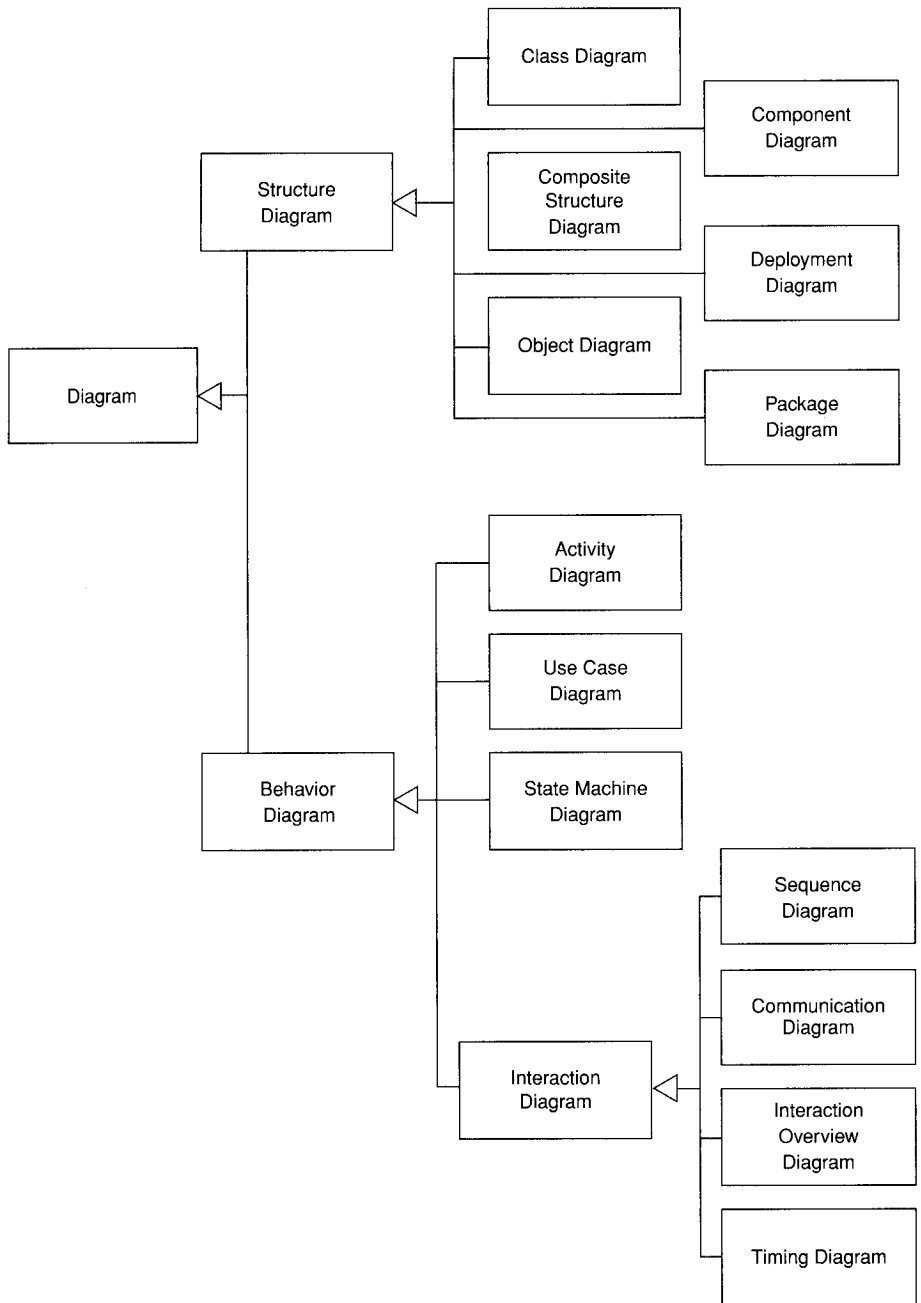 Class Diagram
Component
Diagram
Structure
Diagram
Composite
Structure
Diagram
Deployment
Diagram
Object Diagram
Diagram
Package
Diagram
Activity
Diagram
Use Case
Diagram
Behavior
Diagram
State Machine
Diagram
Sequence
Diagram
Communication
Diagram
Interaction
Diagram
Interaction
Overview
Diagram
Timing Diagram